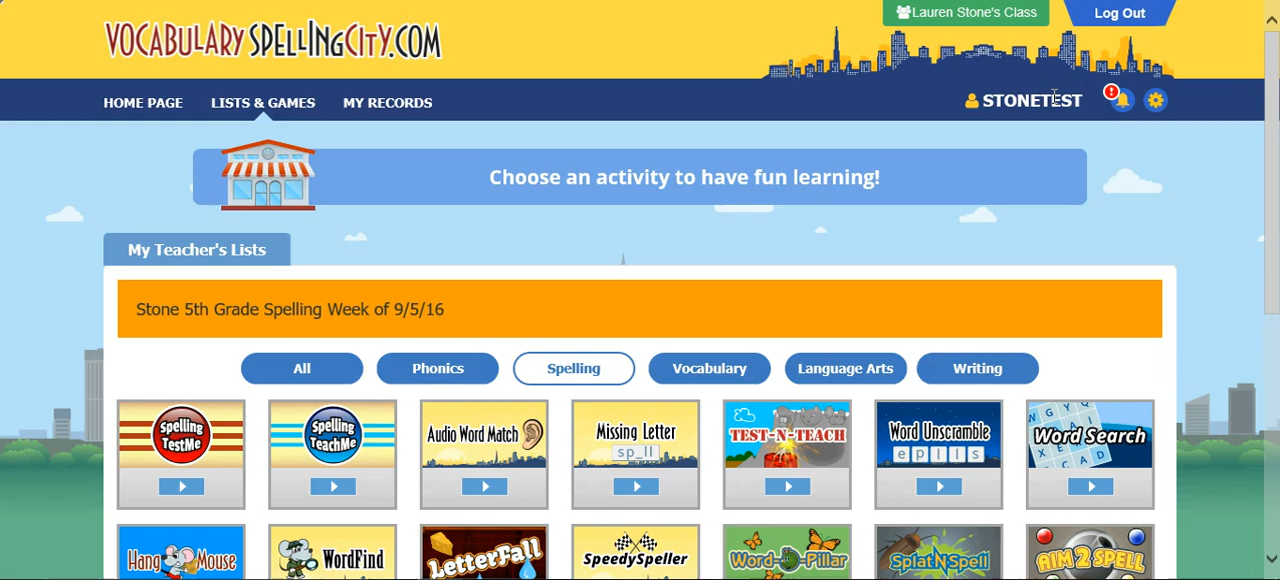 Lauren Stone's Class
Log Out
VOCABULARYSPELLINGCITY.COM
HOME PAGE
LISTS & GAMES
MY RECORDS
STONETEST
!
Choose an activity to have fun learning!
My Teacher's Lists
Stone 5th Grade Spelling Week of 9/5/16
All
Phonics
Spelling
Vocabulary
Language Arts
Writing
Spelling
TestMe
Spelling
TeachMe
Audio Word Match
Missing Letter
sp_ll
TEST-N-TEACH
Word Unscramble
e p l l s
Word Search
HangMouse
WordFind
LetterFall
SpeedySpeller
Word-O-Pillar
SplatNSpell
AIM 2 SPELL